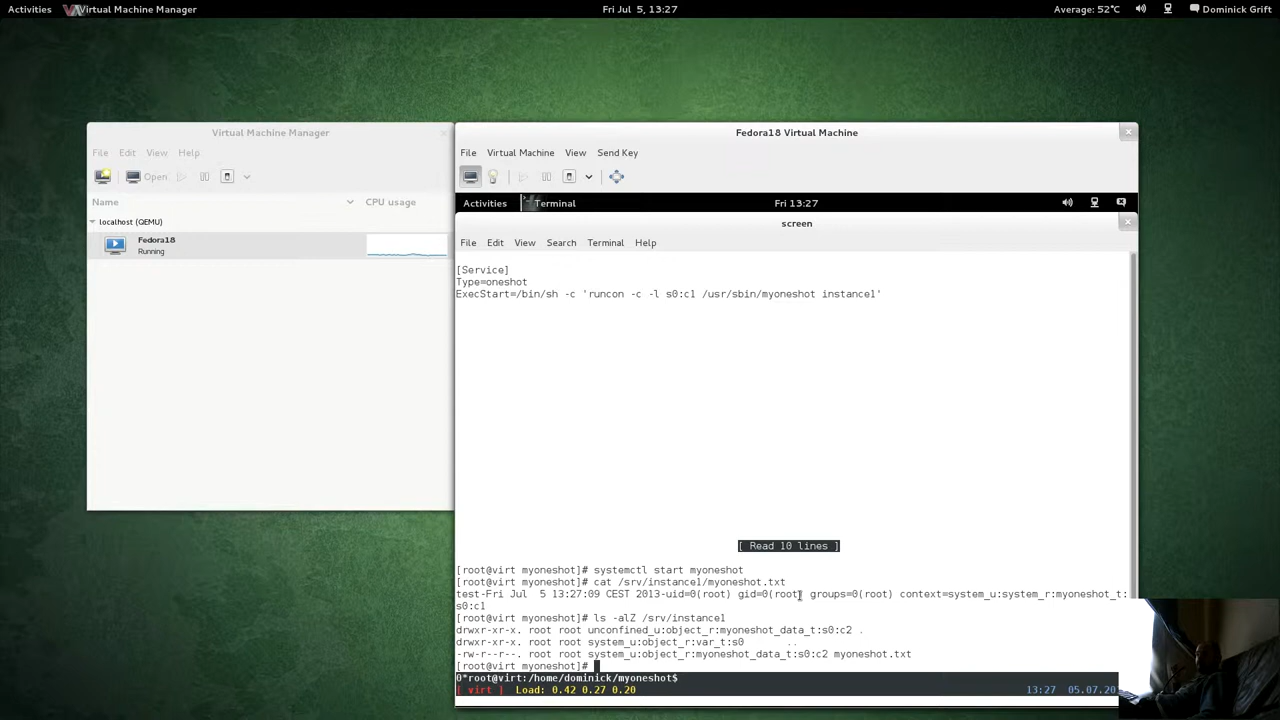 Activities Virtual Machine Manager Fri Jul 5, 13:27 Average: 52°C Dominick Grift
Virtual Machine Manager
File Edit View Help
Open
Name CPU usage
localhost (QEMU)
Fedora18
Running
Fedora18 Virtual Machine
File Virtual Machine View Send Key
Activities Terminal Fri 13:27
screen
File Edit View Search Terminal Help
[Service]
Type=oneshot
ExecStart=/bin/sh -c 'runcon -c -l s0:c1 /usr/sbin/myoneshot instance1'
[ Read 10 lines ]
[root@virt myoneshot]# systemctl start myoneshot
[root@virt myoneshot]# cat /srv/instance1/myoneshot.txt
test-Fri Jul  5 13:27:09 CEST 2013-uid=0(root) gid=0(root) groups=0(root) context=system_u:system_r:myoneshot_t:
s0:c1
[root@virt myoneshot]# ls -alZ /srv/instance1
drwxr-xr-x. root root unconfined_u:object_r:myoneshot_data_t:s0:c2 .
drwxr-xr-x. root root system_u:object_r:var_t:s0       ..
-rw-r--r--. root root system_u:object_r:myoneshot_data_t:s0:c2 myoneshot.txt
[root@virt myoneshot]#
0*root@virt:/home/dominick/myoneshot$
[ virt ] Load: 0.42 0.27 0.20 13:27 05.07.20